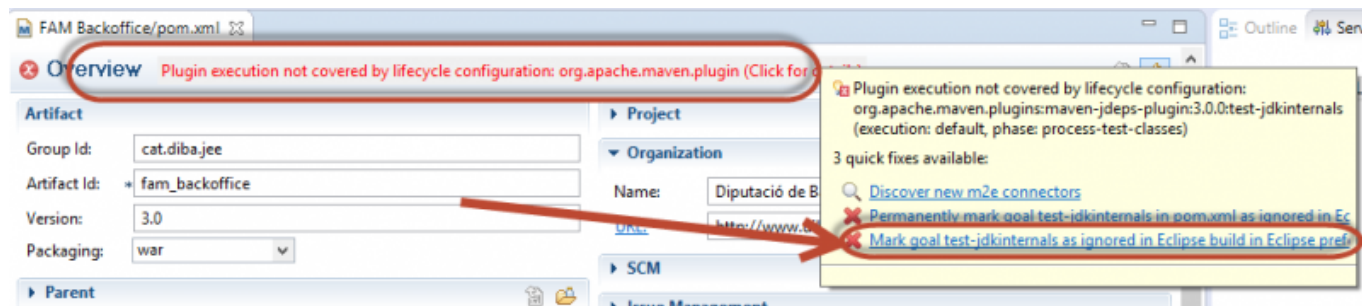 FAM Backoffice/pom.xml
Outline
Overview
Plugin execution not covered by lifecycle configuration: org.apache.maven.plugin (Click for
Artifact
Group Id: cat.diba.jee
Artifact Id: * fam_backoffice
Version: 3.0
Packaging: war
Parent
Project
Organization
Name: Diputació de B
URL:
SCM
Plugin execution not covered by lifecycle configuration:
org.apache.maven.plugins:maven-jdeps-plugin:3.0.0:test-jdkinternals
(execution: default, phase: process-test-classes)
3 quick fixes available:
Discover new m2e connectors
Permanently mark goal test-jdkinternals in pom.xml as ignored in Ec
Mark goal test-jdkinternals as ignored in Eclipse build in Eclipse pref